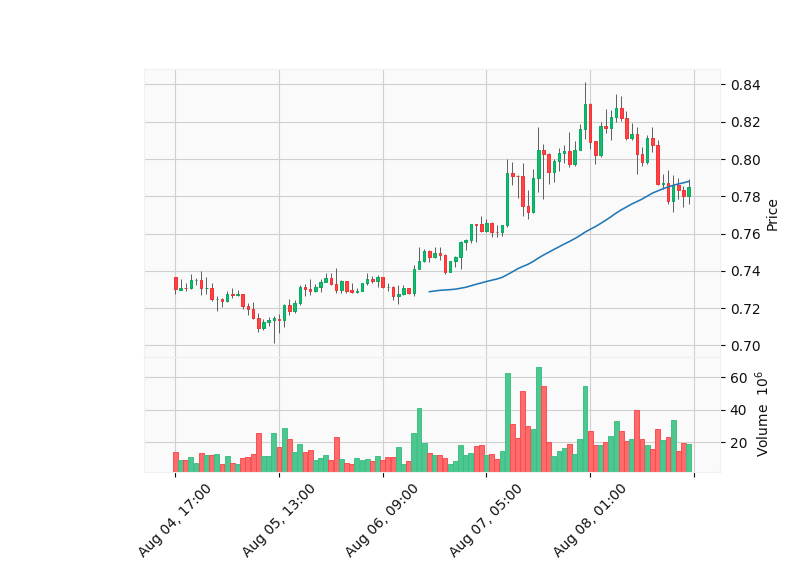 0.84
0.82
0.80
0.78
0.76
0.74
0.72
0.70
Price
60
40
20
Volume 10^6
Aug 04, 17:00
Aug 05, 13:00
Aug 06, 09:00
Aug 07, 05:00
Aug 08, 01:00